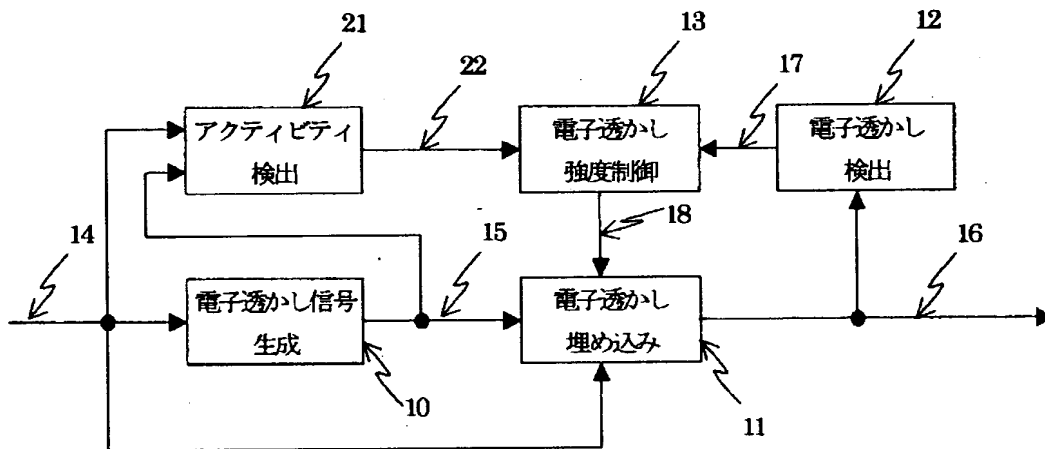 21
22
13
12
17
アクティビティ
検出
電子透かし
強度制御
電子透かし
検出
14
15
18
16
電子透かし信号
生成
電子透かし
埋め込み
10
11